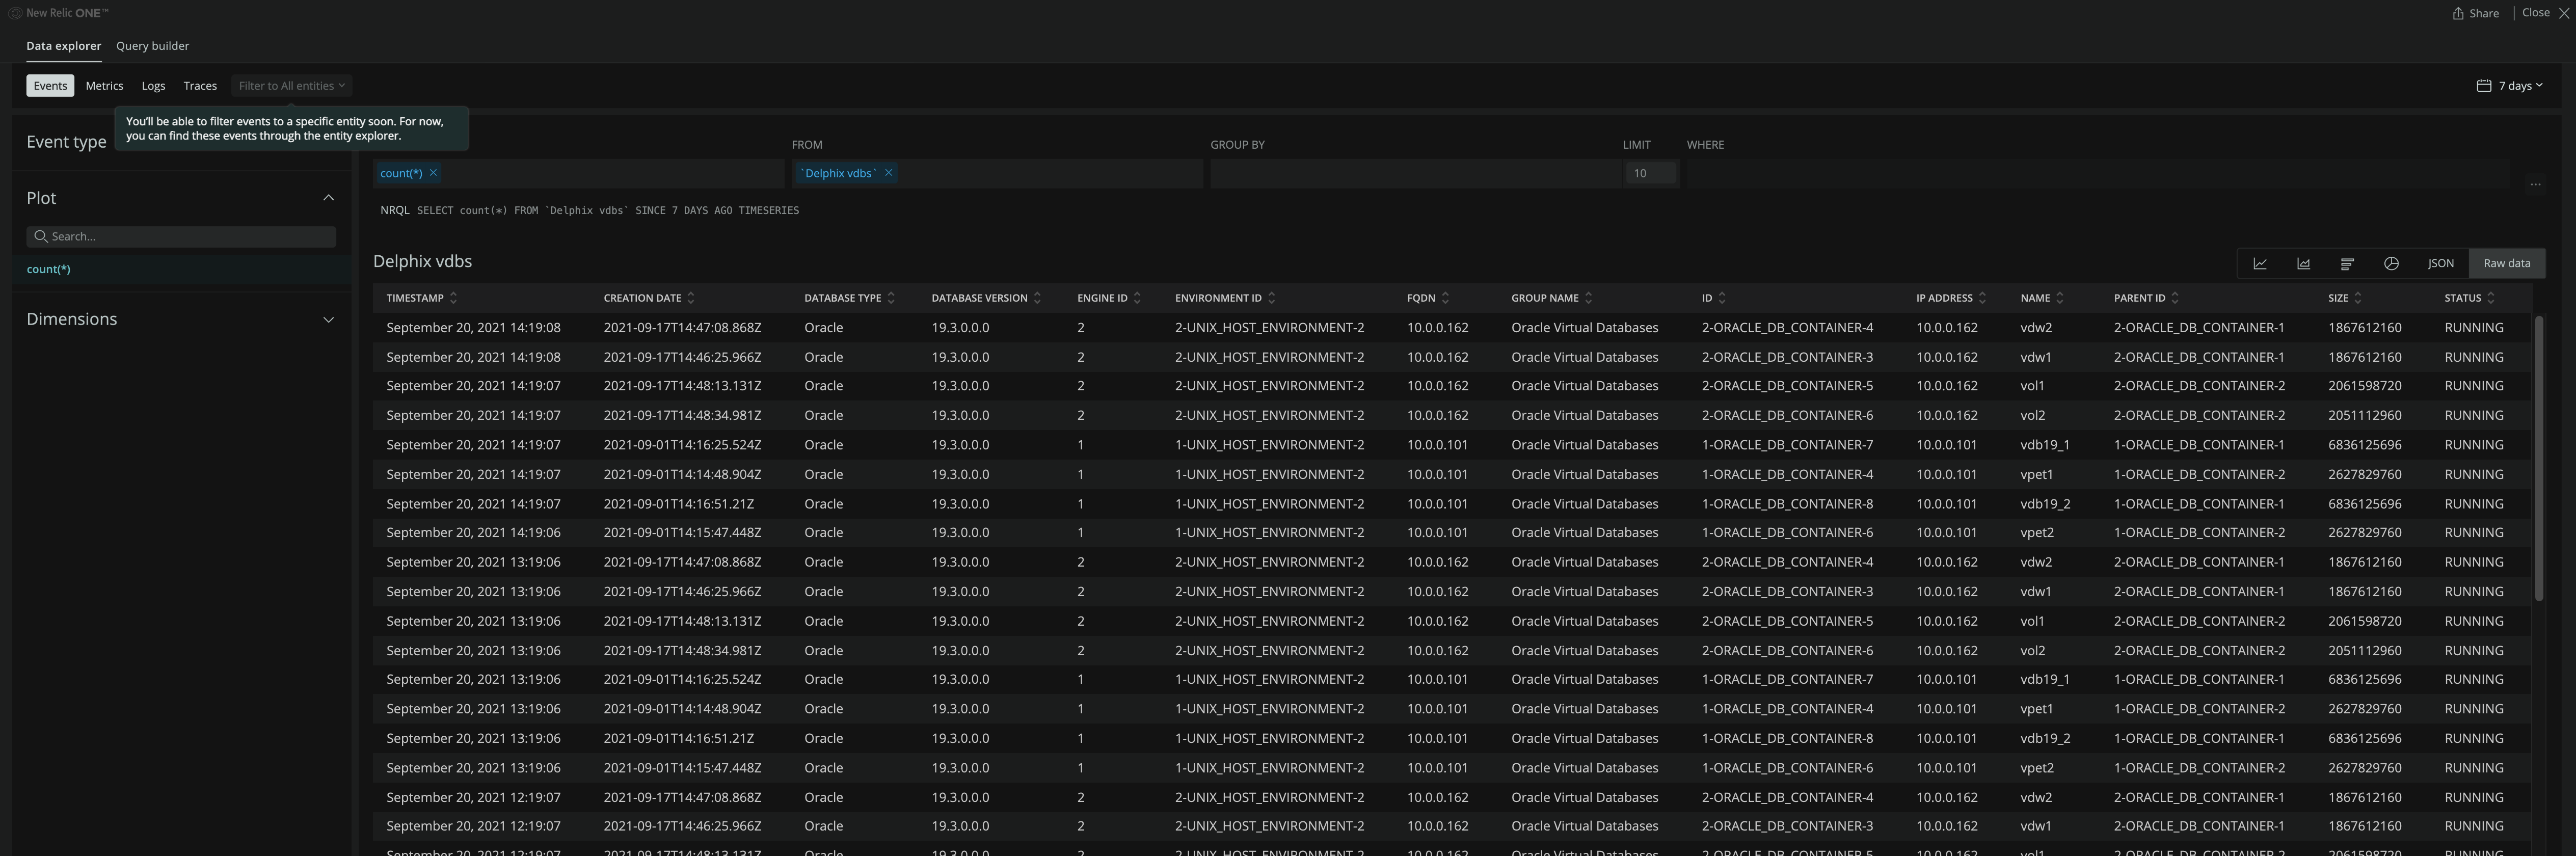 New Relic ONE™
Share | Close
Data explorer Query builder
Events Metrics Logs Traces Filter to All entities
7 days
You'll be able to filter events to a specific entity soon. For now,
you can find these events through the entity explorer.
Event type
FROM GROUP BY LIMIT WHERE
count(*) × `Delphix vdbs` × 10
...
Plot
NRQL SELECT count(*) FROM `Delphix vdbs` SINCE 7 DAYS AGO TIMESERIES
Search...
count(*)
Dimensions
Delphix vdbs
JSON Raw data
TIMESTAMP CREATION DATE DATABASE TYPE DATABASE VERSION ENGINE ID ENVIRONMENT ID FQDN GROUP NAME ID IP ADDRESS NAME PARENT ID SIZE STATUS
September 20, 2021 14:19:08 2021-09-17T14:47:08.868Z Oracle 19.3.0.0.0 2 2-UNIX_HOST_ENVIRONMENT-2 10.0.0.162 Oracle Virtual Databases 2-ORACLE_DB_CONTAINER-4 10.0.0.162 vdw2 2-ORACLE_DB_CONTAINER-1 1867612160 RUNNING
September 20, 2021 14:19:08 2021-09-17T14:46:25.966Z Oracle 19.3.0.0.0 2 2-UNIX_HOST_ENVIRONMENT-2 10.0.0.162 Oracle Virtual Databases 2-ORACLE_DB_CONTAINER-3 10.0.0.162 vdw1 2-ORACLE_DB_CONTAINER-1 1867612160 RUNNING
September 20, 2021 14:19:07 2021-09-17T14:48:13.131Z Oracle 19.3.0.0.0 2 2-UNIX_HOST_ENVIRONMENT-2 10.0.0.162 Oracle Virtual Databases 2-ORACLE_DB_CONTAINER-5 10.0.0.162 vol1 2-ORACLE_DB_CONTAINER-2 2061598720 RUNNING
September 20, 2021 14:19:07 2021-09-17T14:48:34.981Z Oracle 19.3.0.0.0 2 2-UNIX_HOST_ENVIRONMENT-2 10.0.0.162 Oracle Virtual Databases 2-ORACLE_DB_CONTAINER-6 10.0.0.162 vol2 2-ORACLE_DB_CONTAINER-2 2051112960 RUNNING
September 20, 2021 14:19:07 2021-09-01T14:16:25.524Z Oracle 19.3.0.0.0 1 1-UNIX_HOST_ENVIRONMENT-2 10.0.0.101 Oracle Virtual Databases 1-ORACLE_DB_CONTAINER-7 10.0.0.101 vdb19_1 1-ORACLE_DB_CONTAINER-1 6836125696 RUNNING
September 20, 2021 14:19:07 2021-09-01T14:14:48.904Z Oracle 19.3.0.0.0 1 1-UNIX_HOST_ENVIRONMENT-2 10.0.0.101 Oracle Virtual Databases 1-ORACLE_DB_CONTAINER-4 10.0.0.101 vpet1 1-ORACLE_DB_CONTAINER-2 2627829760 RUNNING
September 20, 2021 14:19:07 2021-09-01T14:16:51.21Z Oracle 19.3.0.0.0 1 1-UNIX_HOST_ENVIRONMENT-2 10.0.0.101 Oracle Virtual Databases 1-ORACLE_DB_CONTAINER-8 10.0.0.101 vdb19_2 1-ORACLE_DB_CONTAINER-1 6836125696 RUNNING
September 20, 2021 14:19:06 2021-09-01T14:15:47.448Z Oracle 19.3.0.0.0 1 1-UNIX_HOST_ENVIRONMENT-2 10.0.0.101 Oracle Virtual Databases 1-ORACLE_DB_CONTAINER-6 10.0.0.101 vpet2 1-ORACLE_DB_CONTAINER-2 2627829760 RUNNING
September 20, 2021 13:19:06 2021-09-17T14:47:08.868Z Oracle 19.3.0.0.0 2 2-UNIX_HOST_ENVIRONMENT-2 10.0.0.162 Oracle Virtual Databases 2-ORACLE_DB_CONTAINER-4 10.0.0.162 vdw2 2-ORACLE_DB_CONTAINER-1 1867612160 RUNNING
September 20, 2021 13:19:06 2021-09-17T14:46:25.966Z Oracle 19.3.0.0.0 2 2-UNIX_HOST_ENVIRONMENT-2 10.0.0.162 Oracle Virtual Databases 2-ORACLE_DB_CONTAINER-3 10.0.0.162 vdw1 2-ORACLE_DB_CONTAINER-1 1867612160 RUNNING
September 20, 2021 13:19:06 2021-09-17T14:48:13.131Z Oracle 19.3.0.0.0 2 2-UNIX_HOST_ENVIRONMENT-2 10.0.0.162 Oracle Virtual Databases 2-ORACLE_DB_CONTAINER-5 10.0.0.162 vol1 2-ORACLE_DB_CONTAINER-2 2061598720 RUNNING
September 20, 2021 13:19:06 2021-09-17T14:48:34.981Z Oracle 19.3.0.0.0 2 2-UNIX_HOST_ENVIRONMENT-2 10.0.0.162 Oracle Virtual Databases 2-ORACLE_DB_CONTAINER-6 10.0.0.162 vol2 2-ORACLE_DB_CONTAINER-2 2051112960 RUNNING
September 20, 2021 13:19:06 2021-09-01T14:16:25.524Z Oracle 19.3.0.0.0 1 1-UNIX_HOST_ENVIRONMENT-2 10.0.0.101 Oracle Virtual Databases 1-ORACLE_DB_CONTAINER-7 10.0.0.101 vdb19_1 1-ORACLE_DB_CONTAINER-1 6836125696 RUNNING
September 20, 2021 13:19:06 2021-09-01T14:14:48.904Z Oracle 19.3.0.0.0 1 1-UNIX_HOST_ENVIRONMENT-2 10.0.0.101 Oracle Virtual Databases 1-ORACLE_DB_CONTAINER-4 10.0.0.101 vpet1 1-ORACLE_DB_CONTAINER-2 2627829760 RUNNING
September 20, 2021 13:19:06 2021-09-01T14:16:51.21Z Oracle 19.3.0.0.0 1 1-UNIX_HOST_ENVIRONMENT-2 10.0.0.101 Oracle Virtual Databases 1-ORACLE_DB_CONTAINER-8 10.0.0.101 vdb19_2 1-ORACLE_DB_CONTAINER-1 6836125696 RUNNING
September 20, 2021 13:19:06 2021-09-01T14:15:47.448Z Oracle 19.3.0.0.0 1 1-UNIX_HOST_ENVIRONMENT-2 10.0.0.101 Oracle Virtual Databases 1-ORACLE_DB_CONTAINER-6 10.0.0.101 vpet2 1-ORACLE_DB_CONTAINER-2 2627829760 RUNNING
September 20, 2021 12:19:07 2021-09-17T14:47:08.868Z Oracle 19.3.0.0.0 2 2-UNIX_HOST_ENVIRONMENT-2 10.0.0.162 Oracle Virtual Databases 2-ORACLE_DB_CONTAINER-4 10.0.0.162 vdw2 2-ORACLE_DB_CONTAINER-1 1867612160 RUNNING
September 20, 2021 12:19:07 2021-09-17T14:46:25.966Z Oracle 19.3.0.0.0 2 2-UNIX_HOST_ENVIRONMENT-2 10.0.0.162 Oracle Virtual Databases 2-ORACLE_DB_CONTAINER-3 10.0.0.162 vdw1 2-ORACLE_DB_CONTAINER-1 1867612160 RUNNING